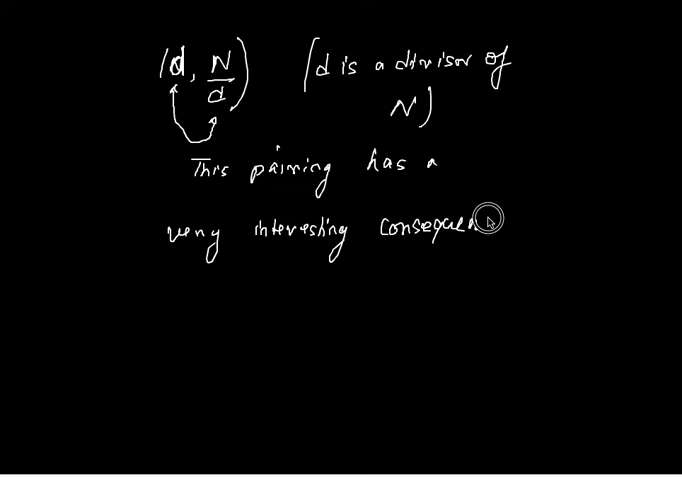 (d, N/d) (d is a divisor of
N)
This pairing has a
very interesting consequen